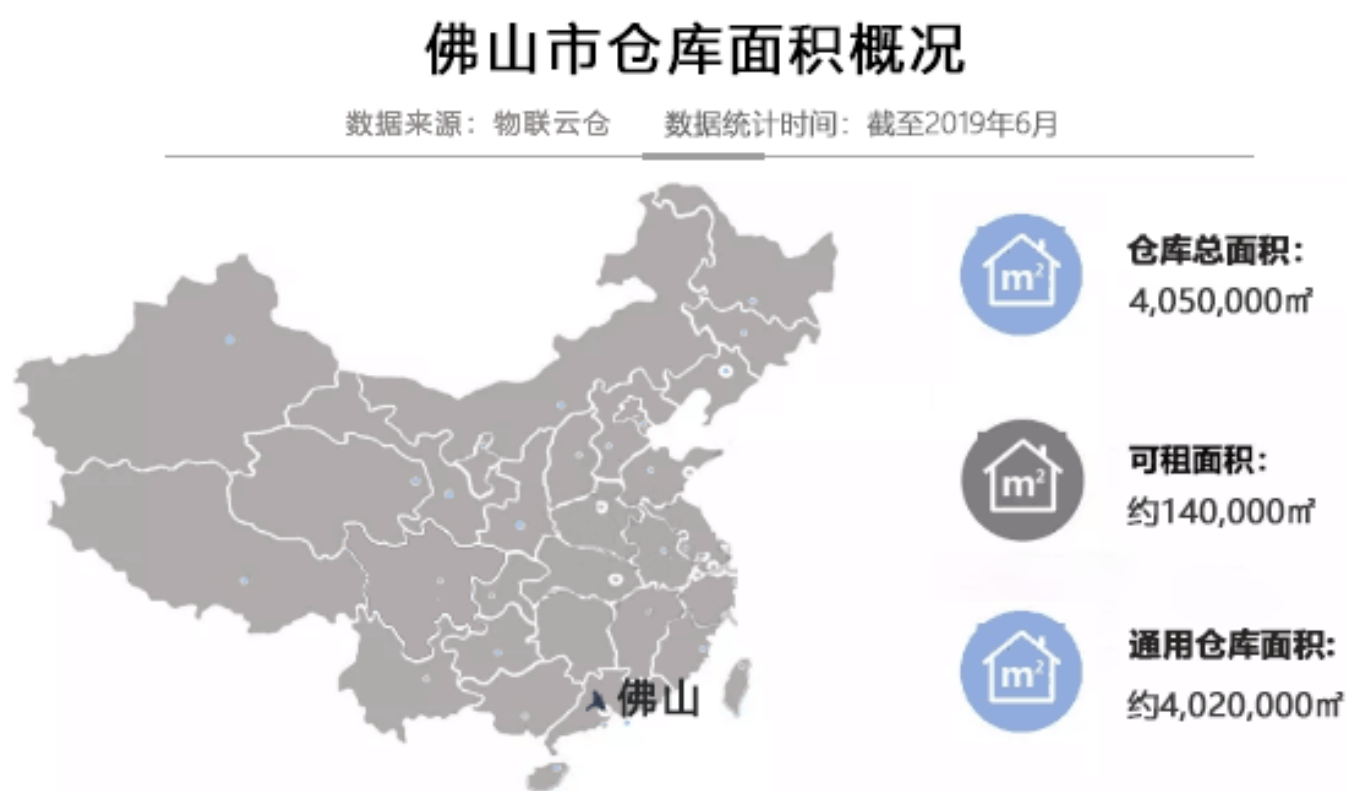 佛山市仓库面积概况
数据来源：物联云仓 数据统计时间：截至2019年6月
m²
仓库总面积：
4,050,000㎡
m²
可租面积：
约140,000㎡
m²
通用仓库面积：
约4,020,000㎡
佛山